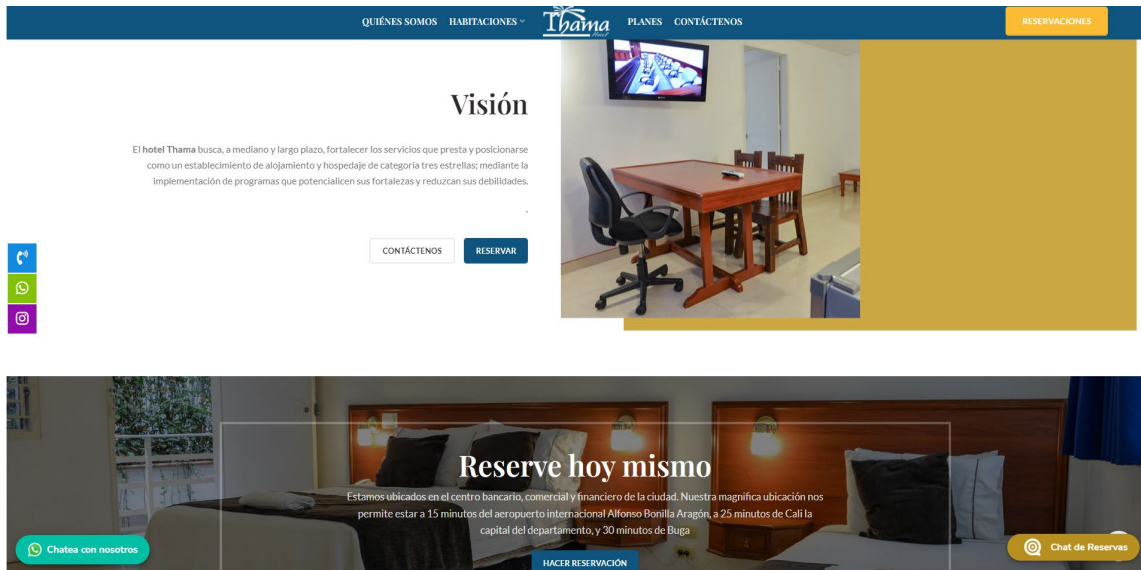 QUIÉNES SOMOS HABITACIONES Thama Hotel PLANES CONTÁCTENOS RESERVACIONES
Visión
El hotel Thama busca, a mediano y largo plazo, fortalecer los servicios que presta y posicionarse
como un establecimiento de alojamiento y hospedaje de categoría tres estrellas; mediante la
implementación de programas que potencialicen sus fortalezas y reduzcan sus debilidades.
.
CONTÁCTENOS RESERVAR
Reserve hoy mismo
Estamos ubicados en el centro bancario, comercial y financiero de la ciudad. Nuestra magnifica ubicación nos
permite estar a 15 minutos del aeropuerto internacional Alfonso Bonilla Aragón, a 25 minutos de Cali la
capital del departamento, y 30 minutos de Buga
Chatea con nosotros
Chat de Reservas
HACER RESERVACIÓN